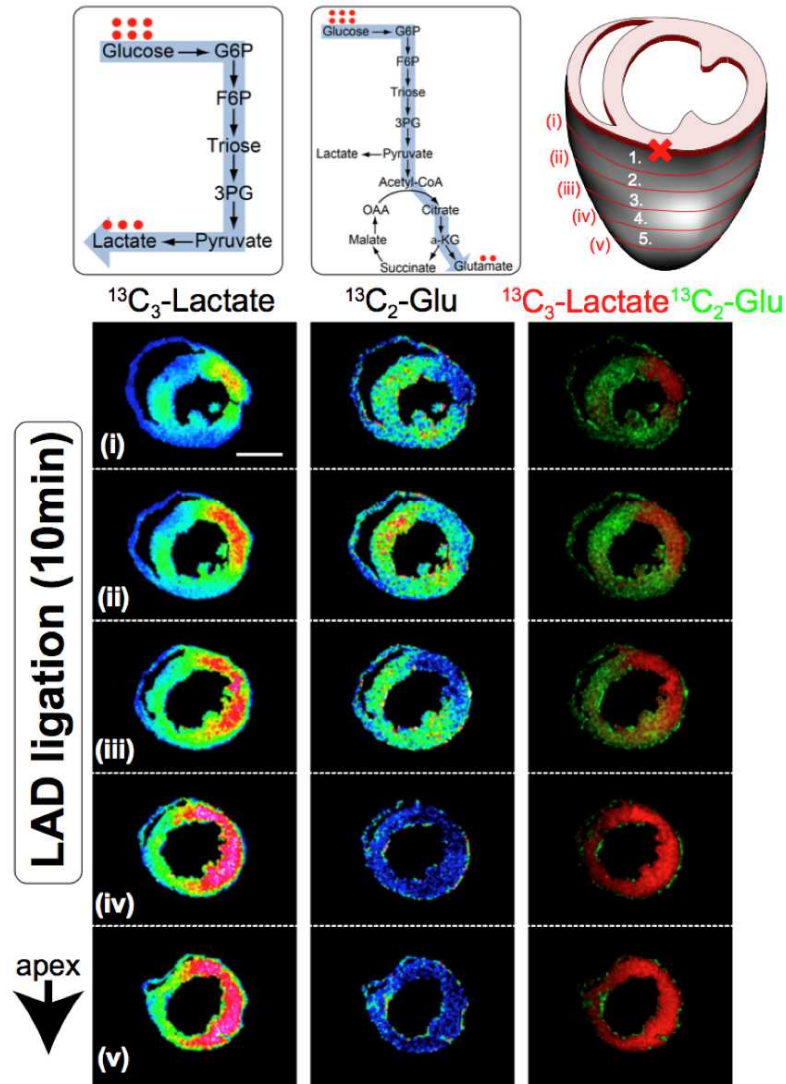 Glucose → G6P
F6P
Triose
3PG
Lactate ← Pyruvate
Glucose → G6P
F6P
Triose
3PG
Lactate ← Pyruvate
Acetyl-CoA
OAA Citrate
Malate a-KG
Succinate Glutamate
(i)
(ii)
(iii)
(iv)
(v)
1.
2.
3.
4.
5.
¹³C₃-Lactate
¹³C₂-Glu
¹³C₃-Lactate¹³C₂-Glu
LAD ligation (10min)
apex
(i)
(ii)
(iii)
(iv)
(v)